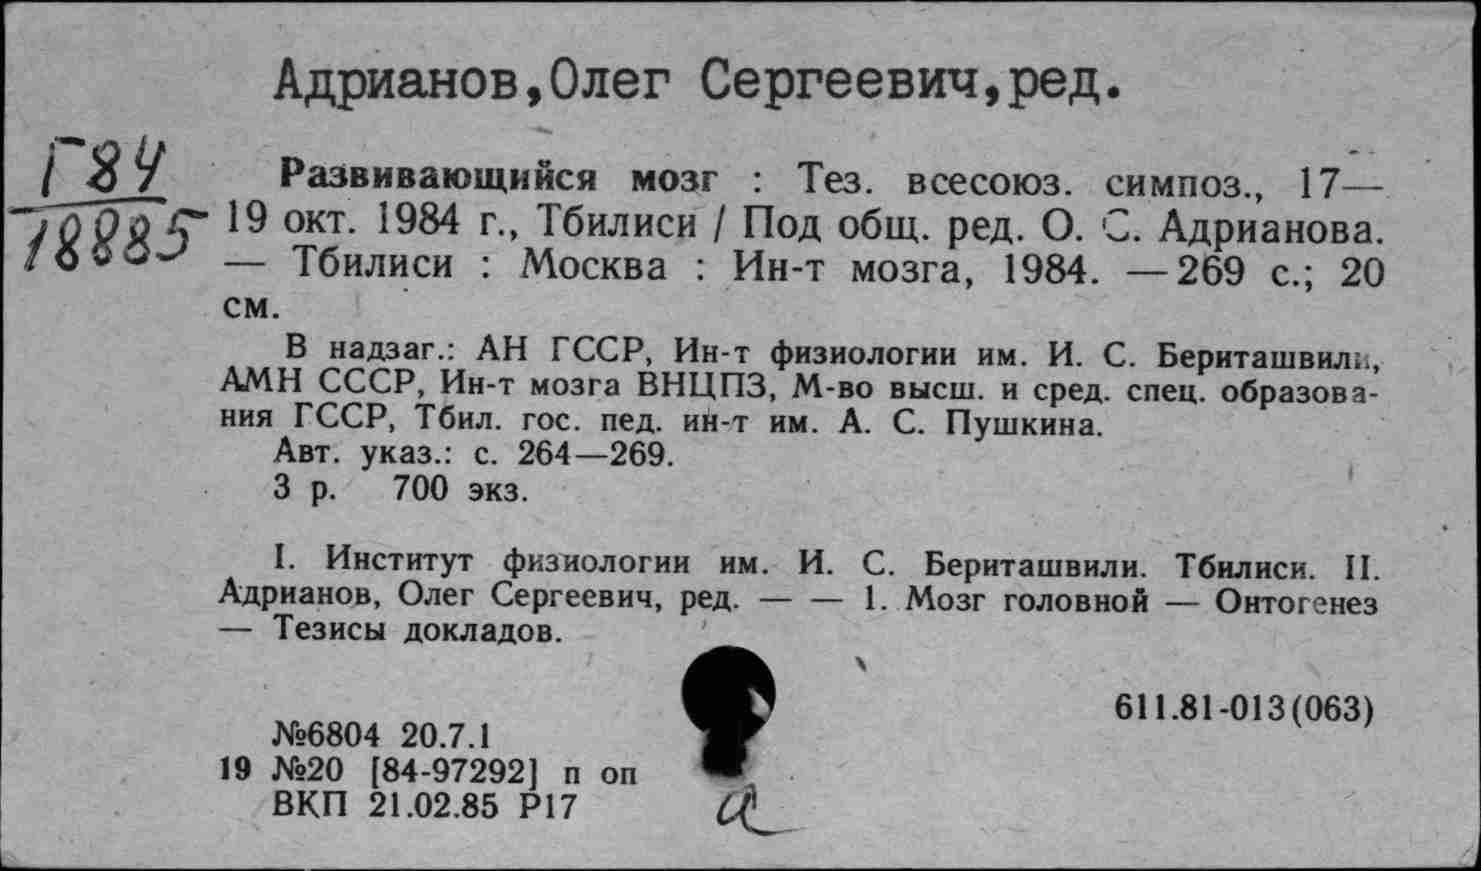 Адрианов,Олег Сергеевич,ред.
Г84
18885
Развивающийся мозг : Тез. всесоюз. симпоз., 17—
19 окт. 1984 г., Тбилиси / Под общ. ред. О. С. Адрианова.
— Тбилиси : Москва : Ин-т мозга, 1984. — 269 с.; 20
см.
В надзаг.: АН ГССР, Ин-т физиологии им. И. С. Бериташвили,
АМН СССР, Ин-т мозга ВНЦПЗ, М-во высш. и сред. спец. образова-
ния ГССР, Тбил. гос. пед. ин-т им. А. С. Пушкина.
Авт. указ.: с. 264—269.
3 р. 700 экз.
I. Институт физиологии им. И. С. Бериташвили. Тбилиси. II.
Адрианов, Олег Сергеевич, ред. — — 1. Мозг головной — Онтогенез
— Тезисы докладов.
611.81-013(063)
№6804 20.7.1
19 №20 [84-97292] п оп
ВКП 21.02.85 Р17